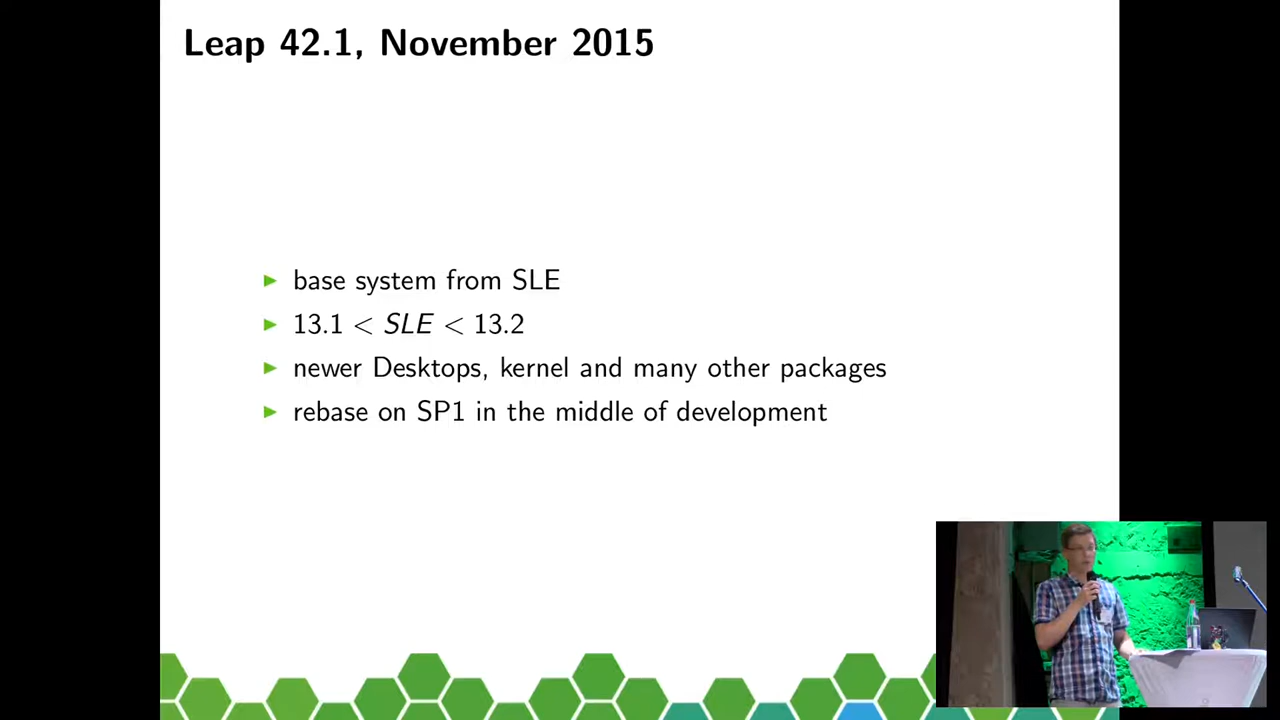 Leap 42.1, November 2015
base system from SLE
13.1 < SLE < 13.2
newer Desktops, kernel and many other packages
rebase on SP1 in the middle of development